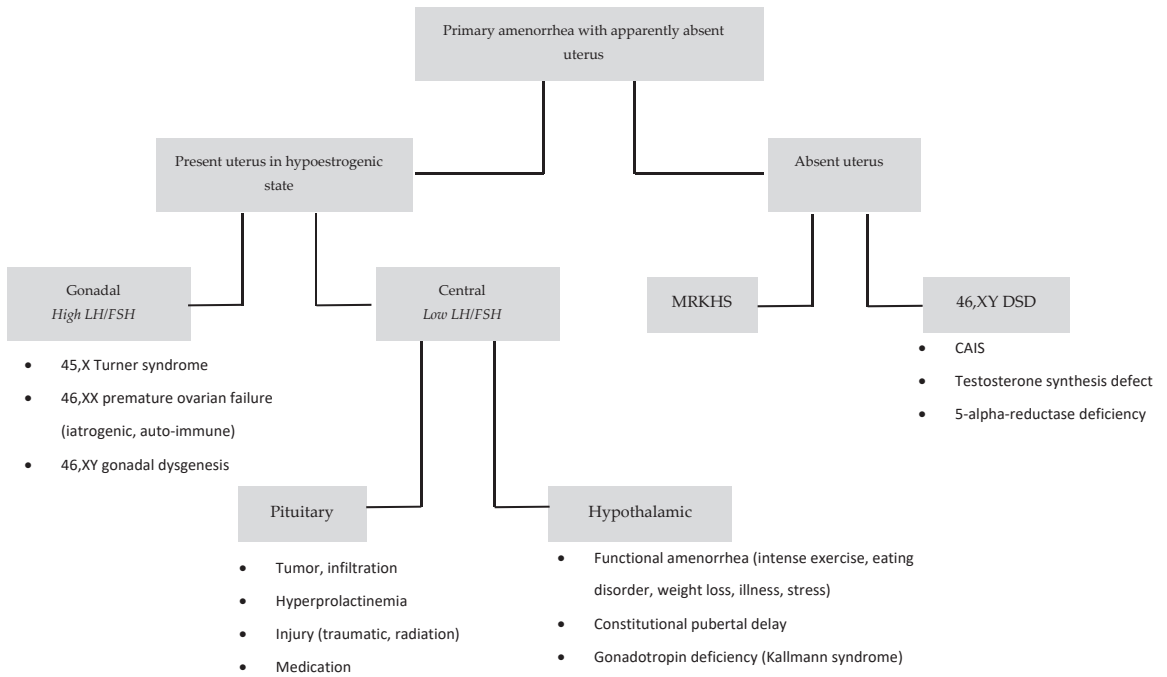 Primary amenorrhea with apparently absent
uterus
Present uterus in hypoestrogenic
state
Absent uterus
Gonadal
High LH/FSH
Central
Low LH/FSH
MRKHS
46,XY DSD
• 45,X Turner syndrome
• 46,XX premature ovarian failure
(iatrogenic, auto-immune)
• 46,XY gonadal dysgenesis
• CAIS
• Testosterone synthesis defect
• 5-alpha-reductase deficiency
Pituitary
• Tumor, infiltration
• Hyperprolactinemia
• Injury (traumatic, radiation)
• Medication
Hypothalamic
• Functional amenorrhea (intense exercise, eating
disorder, weight loss, illness, stress)
• Constitutional pubertal delay
• Gonadotropin deficiency (Kallmann syndrome)